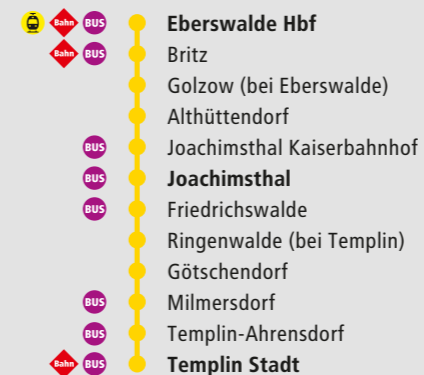 Bahn BUS Eberswalde Hbf
Bahn BUS Britz
Golzow (bei Eberswalde)
Althüttendorf
BUS Joachimsthal Kaiserbahnhof
BUS Joachimsthal
BUS Friedrichswalde
Ringenwalde (bei Templin)
Götschendorf
BUS Milmersdorf
BUS Templin-Ahrensdorf
Bahn BUS Templin Stadt